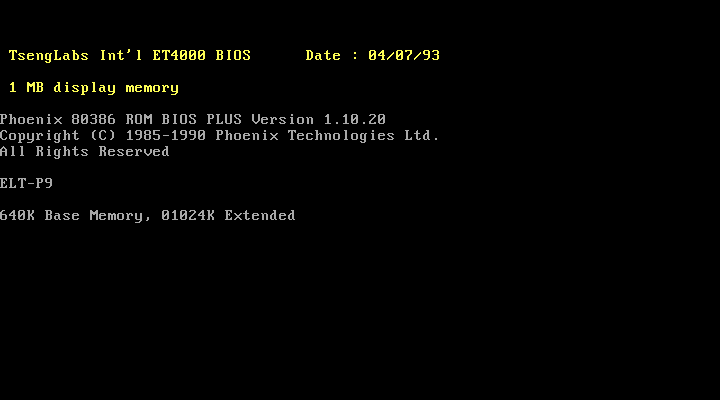 TsengLabs Int'l ET4000 BIOS      Date : 04/07/93
1 MB display memory
Phoenix 80386 ROM BIOS PLUS Version 1.10.20
Copyright (C) 1985-1990 Phoenix Technologies Ltd.
All Rights Reserved
ELT-P9
640K Base Memory, 01024K Extended